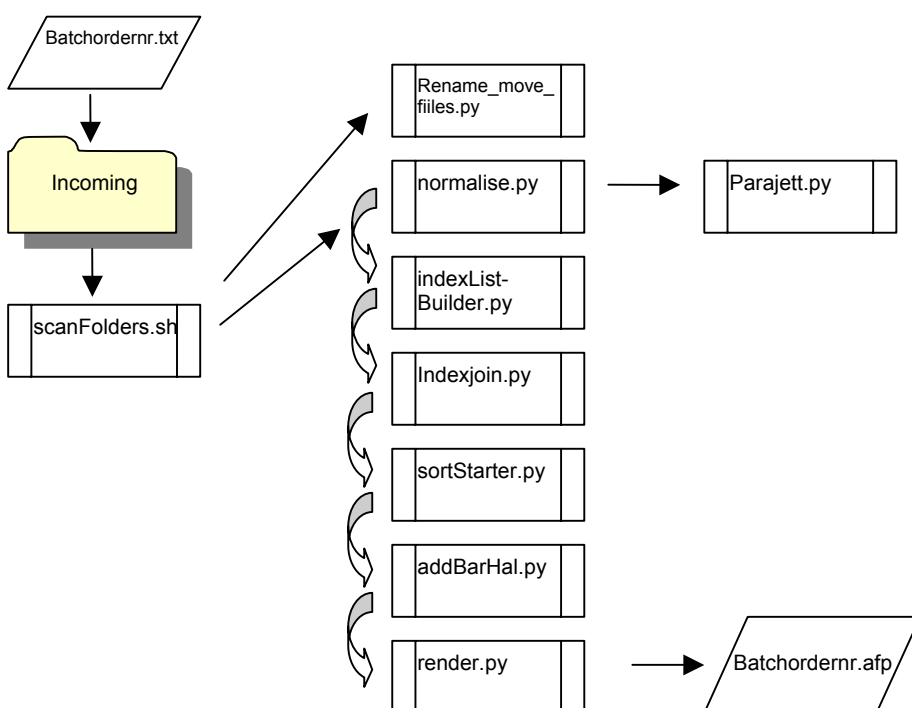 Batchordernr.txt
Incoming
scanFolders.sh
Rename_move_
fiiles.py
normalise.py
Parajett.py
indexList-
Builder.py
Indexjoin.py
sortStarter.py
addBarHal.py
render.py
Batchordernr.afp